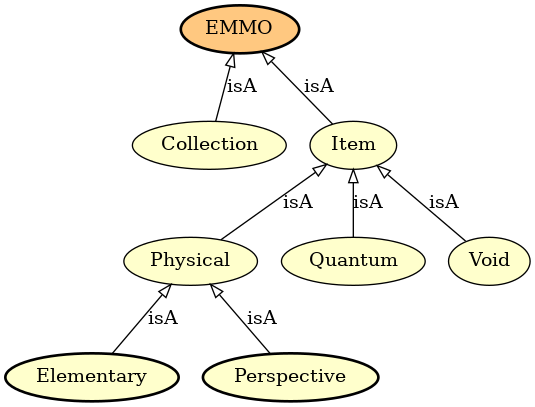 EMMO
isA isA
Collection Item
isA isA isA
Physical Quantum Void
isA isA
Elementary Perspective